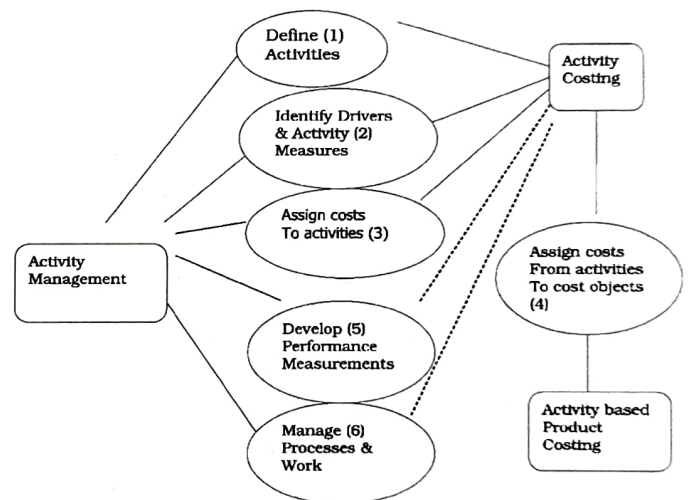 Define (1)
Activities
Activity
Costing
Identify Drivers
& Activity (2)
Measures
Assign costs
To activities (3)
Activity
Management
Assign costs
From activities
To cost objects
(4)
Develop (5)
Performance
Measurements
Manage (6)
Processes &
Work
Activity based
Product
Costing